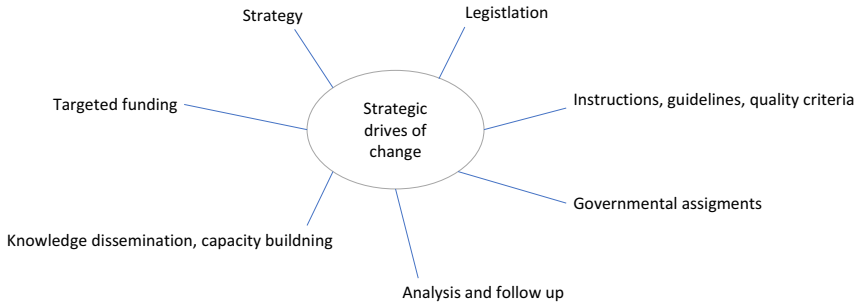 Strategy
Legistlation
Targeted funding
Strategic
drives of
change
Instructions, guidelines, quality criteria
Governmental assigments
Knowledge dissemination, capacity buildning
Analysis and follow up